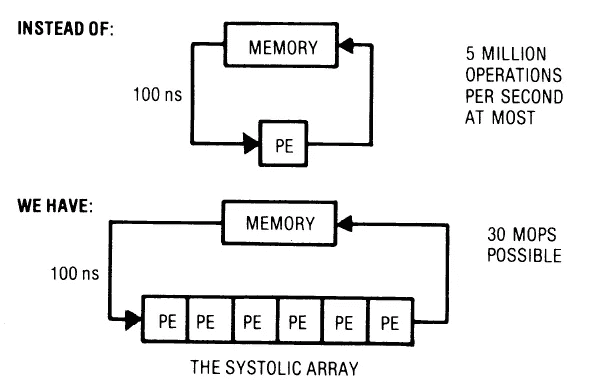 INSTEAD OF:
MEMORY
100 ns
PE
5 MILLION
OPERATIONS
PER SECOND
AT MOST
WE HAVE:
MEMORY
100 ns
30 MOPS
POSSIBLE
PE PE PE PE PE PE
THE SYSTOLIC ARRAY